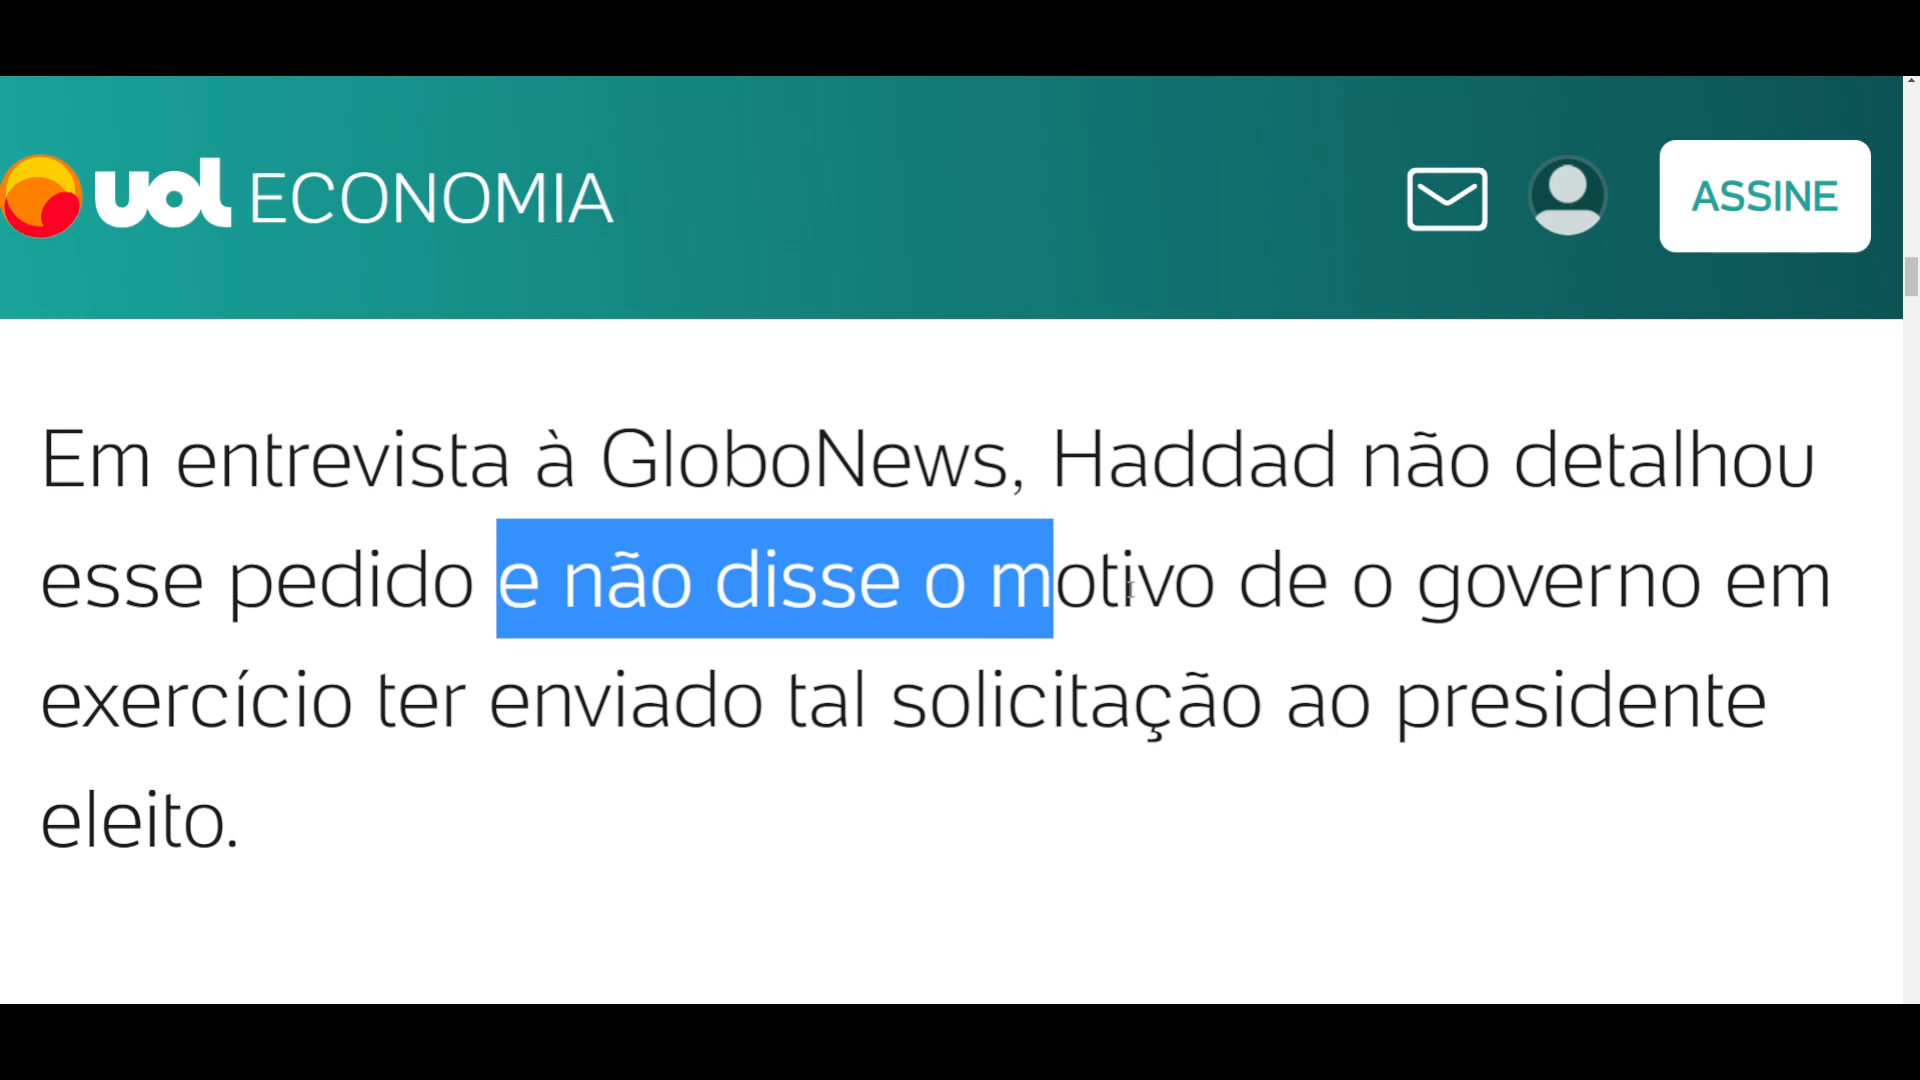 uol ECONOMIA
ASSINE
Em entrevista à GloboNews, Haddad não detalhou
esse pedido e não disse o motivo de o governo em
exercício ter enviado tal solicitação ao presidente
eleito.